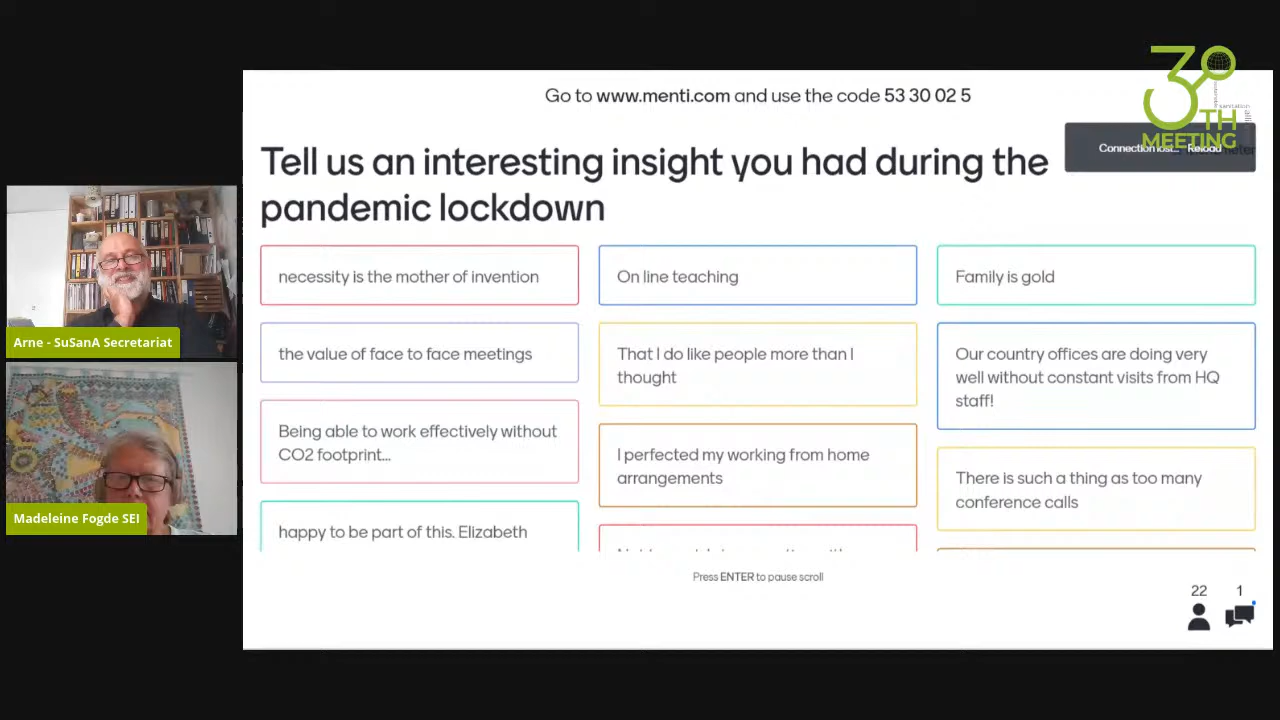 Go to www.menti.com and use the code 53 30 02 5
3
TH
MEETING
sanitation
Connection lost... Reload
Tell us an interesting insight you had during the
pandemic lockdown
necessity is the mother of invention
On line teaching
Family is gold
the value of face to face meetings
That I do like people more than I
thought
Our country offices are doing very
well without constant visits from HQ
staff!
Being able to work effectively without
CO2 footprint...
I perfected my working from home
arrangements
There is such a thing as too many
conference calls
happy to be part of this. Elizabeth
Press ENTER to pause scroll
22
1
Arne - SuSanA Secretariat
Madeleine Fogde SEI